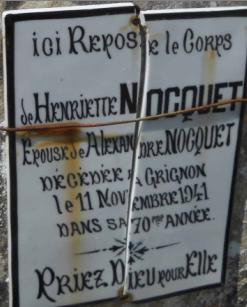 ici Repose le Corps
de Henriette NOCQUET
Epouse de Alexandre NOCQUET
Décédée à Grignon
le 11 Novembre 1941
dans sa 70me Année.
Priez Dieu pour Elle